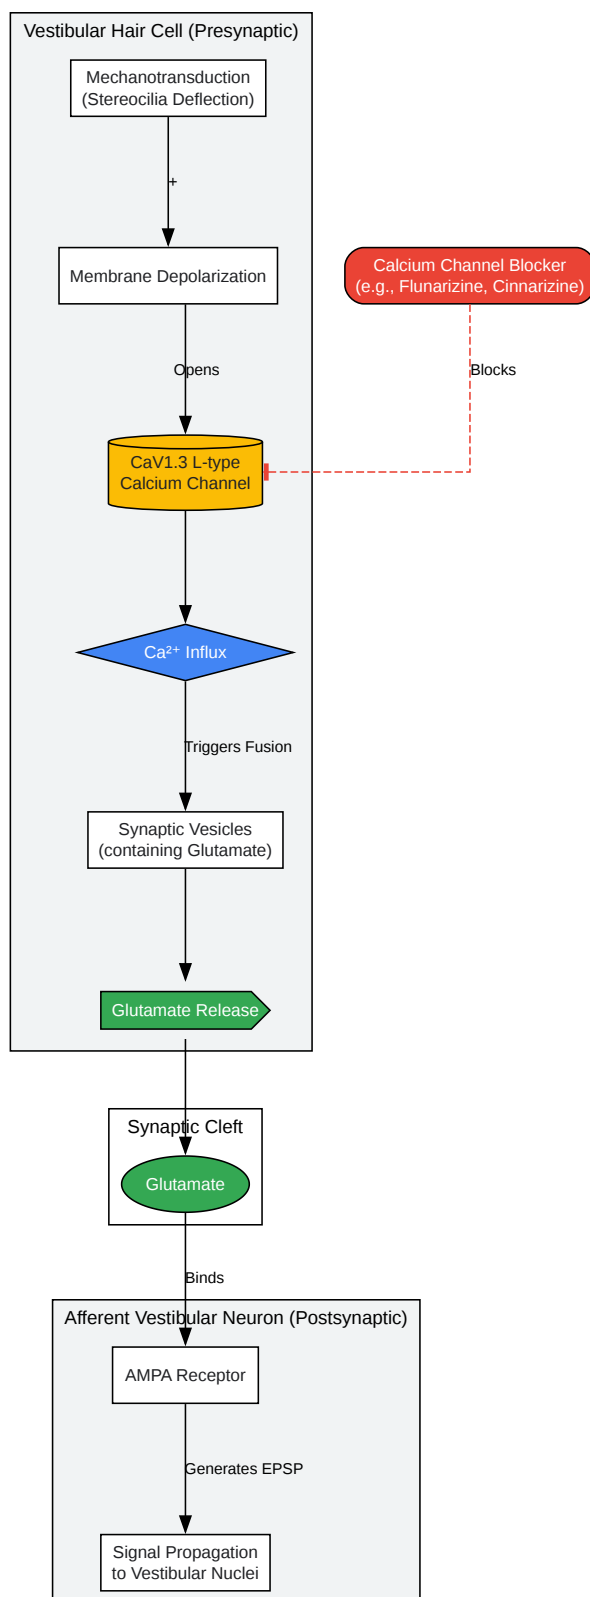 Vestibular Hair Cell (Presynaptic)
Mechanotransduction
(Stereocilia Deflection)
+
Membrane Depolarization
Calcium Channel Blocker
(e.g., Flunarizine, Cinnarizine)
Opens
Blocks
CaV1.3 L-type
Calcium Channel
Ca²⁺ Influx
Triggers Fusion
Synaptic Vesicles
(containing Glutamate)
Glutamate Release
Synaptic Cleft
Glutamate
Binds
Afferent Vestibular Neuron (Postsynaptic)
AMPA Receptor
Generates EPSP
Signal Propagation
to Vestibular Nuclei